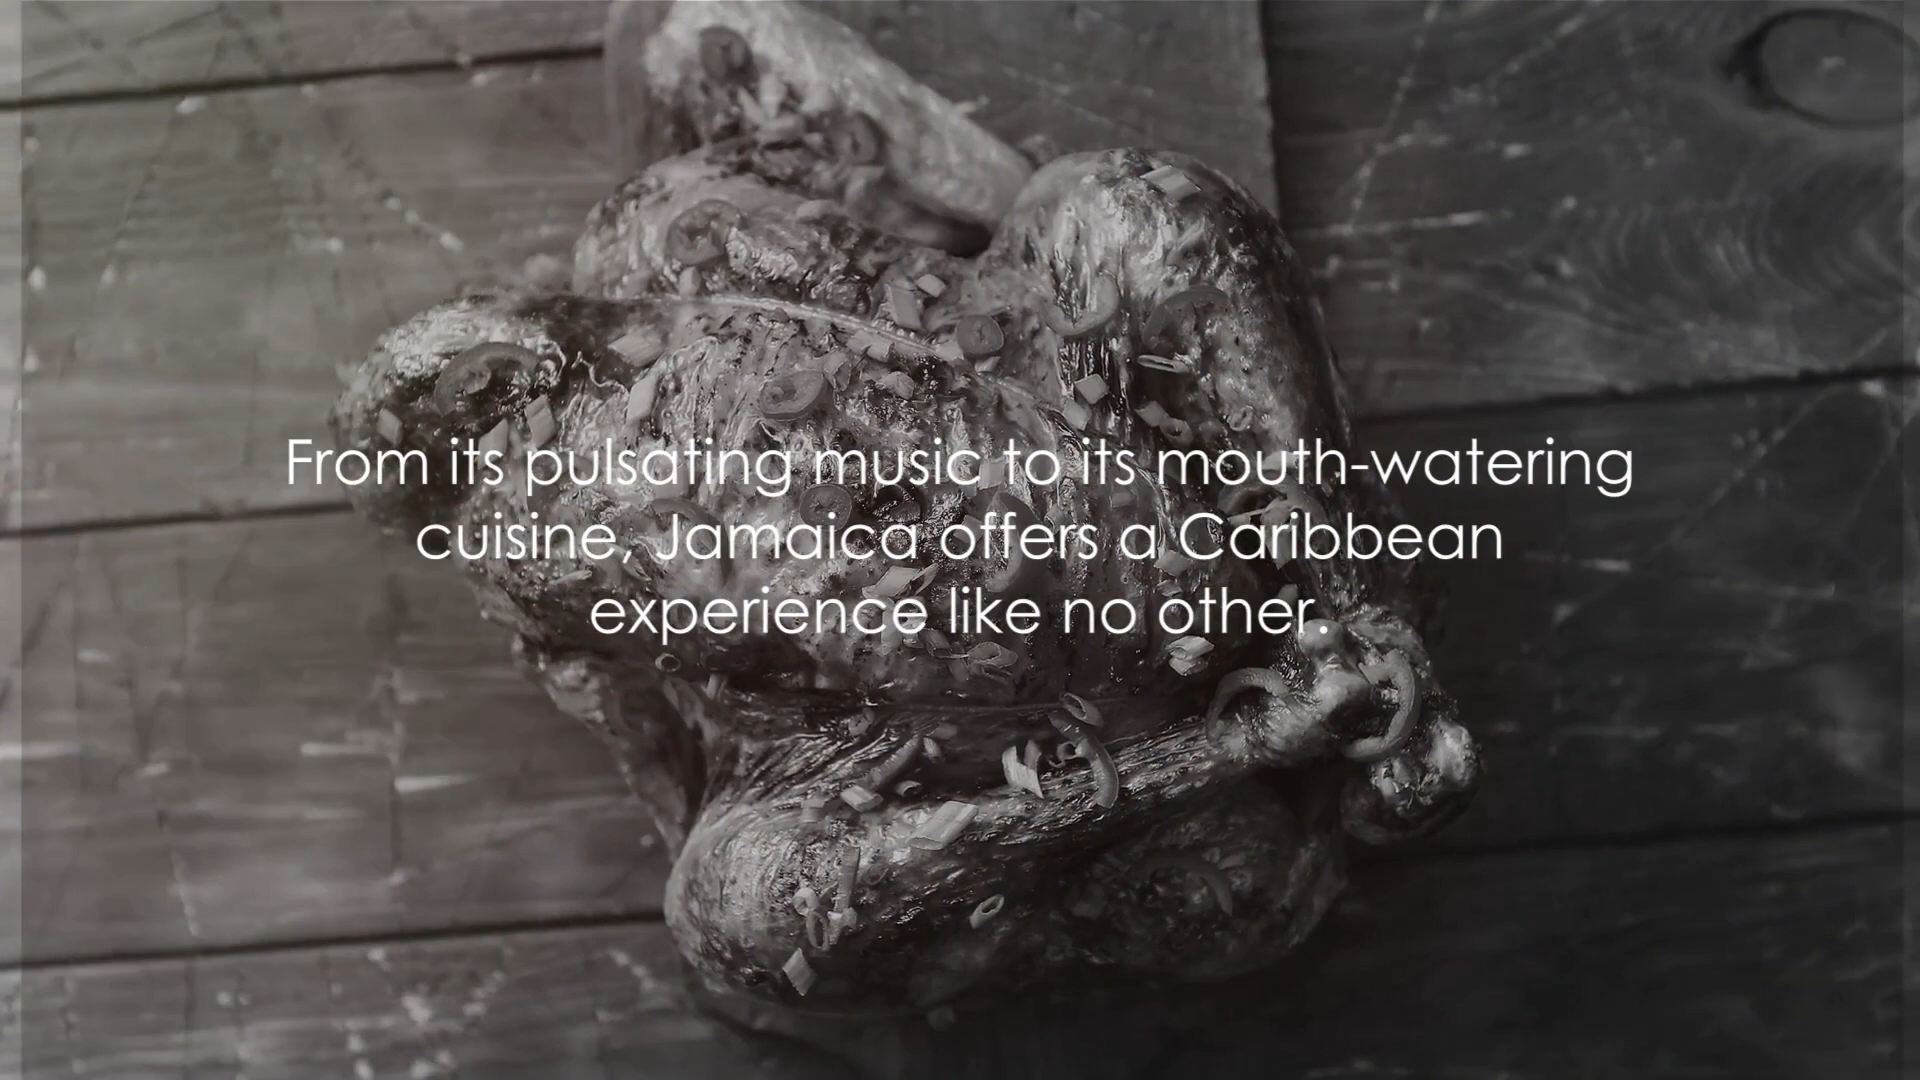 From its pulsating music to its mouth-watering
cuisine, Jamaica offers a Caribbean
experience like no other.